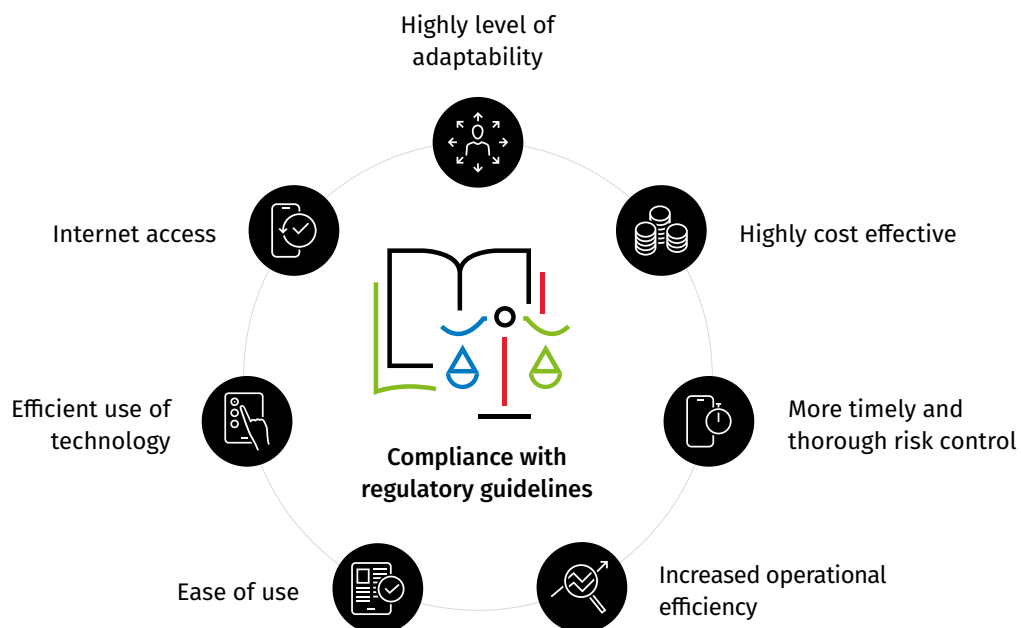 Highly level of
adaptability
Internet access
Highly cost effective
Efficient use of
technology
More timely and
thorough risk control
Compliance with
regulatory guidelines
Ease of use
Increased operational
efficiency